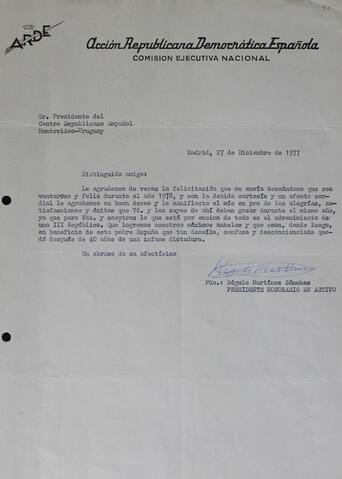 ARDE
Acción Republicana Democrática Española
COMISION EJECUTIVA NACIONAL
Sr. Presidente del
Centro Republicano Español
Montevideo-Uruguay
Madrid, 27 de Diciembre de 1977
Distinguido amigo:
Le agradezco de veras la felicitación que me envía deseándome que sea
venturoso y feliz durante el año 1978, y con la debida cortesía y un afecto cor-
dial le agradezco su buen deseo y le manifiesto el mío en pro de las alegrías, sa-
tisfacciones y éxitos que Vd. y los suyos de ahí deban gozar durante el mismo año,
ya que para Vds. y nosotros lo que está por encima de todo es el advenimiento de
una III República. Que logremos nuestros máximos anhelos y que sean, desde luego,
en beneficio de esta pobre España que tan decaída, confusa y desconcienciada que-
dó después de 40 años de una infame dictadura.
Un abrazo de su afectísimo
Fdo.: Régulo Martínez Sánchez
PRESIDENTE HONORARIO EN ACTIVO